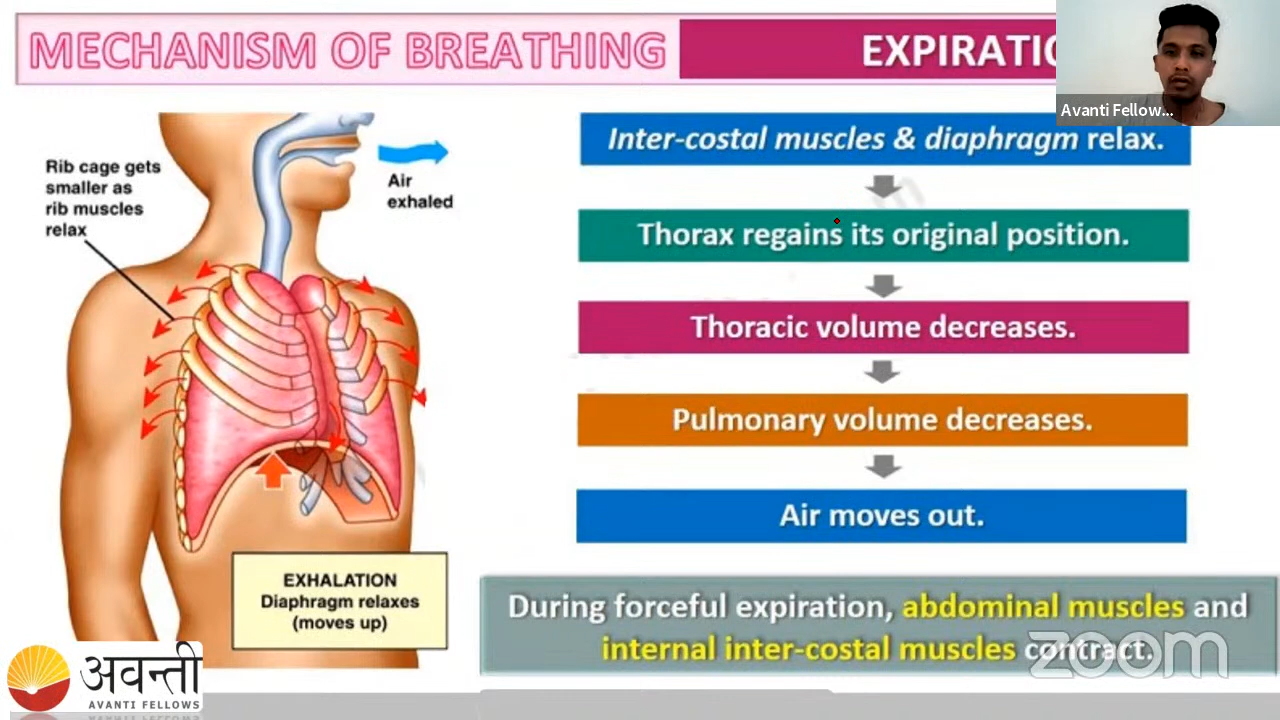 MECHANISM OF BREATHING
EXPIRATIO
Avanti Fellow...
Rib cage gets
smaller as
rib muscles
relax
Air
exhaled
Inter-costal muscles & diaphragm relax.
Thorax regains its original position.
Thoracic volume decreases.
Pulmonary volume decreases.
Air moves out.
EXHALATION
Diaphragm relaxes
(moves up)
During forceful expiration, abdominal muscles and
internal inter-costal muscles contract.
zoom
अवन्ती
AVANTI FELLOWS